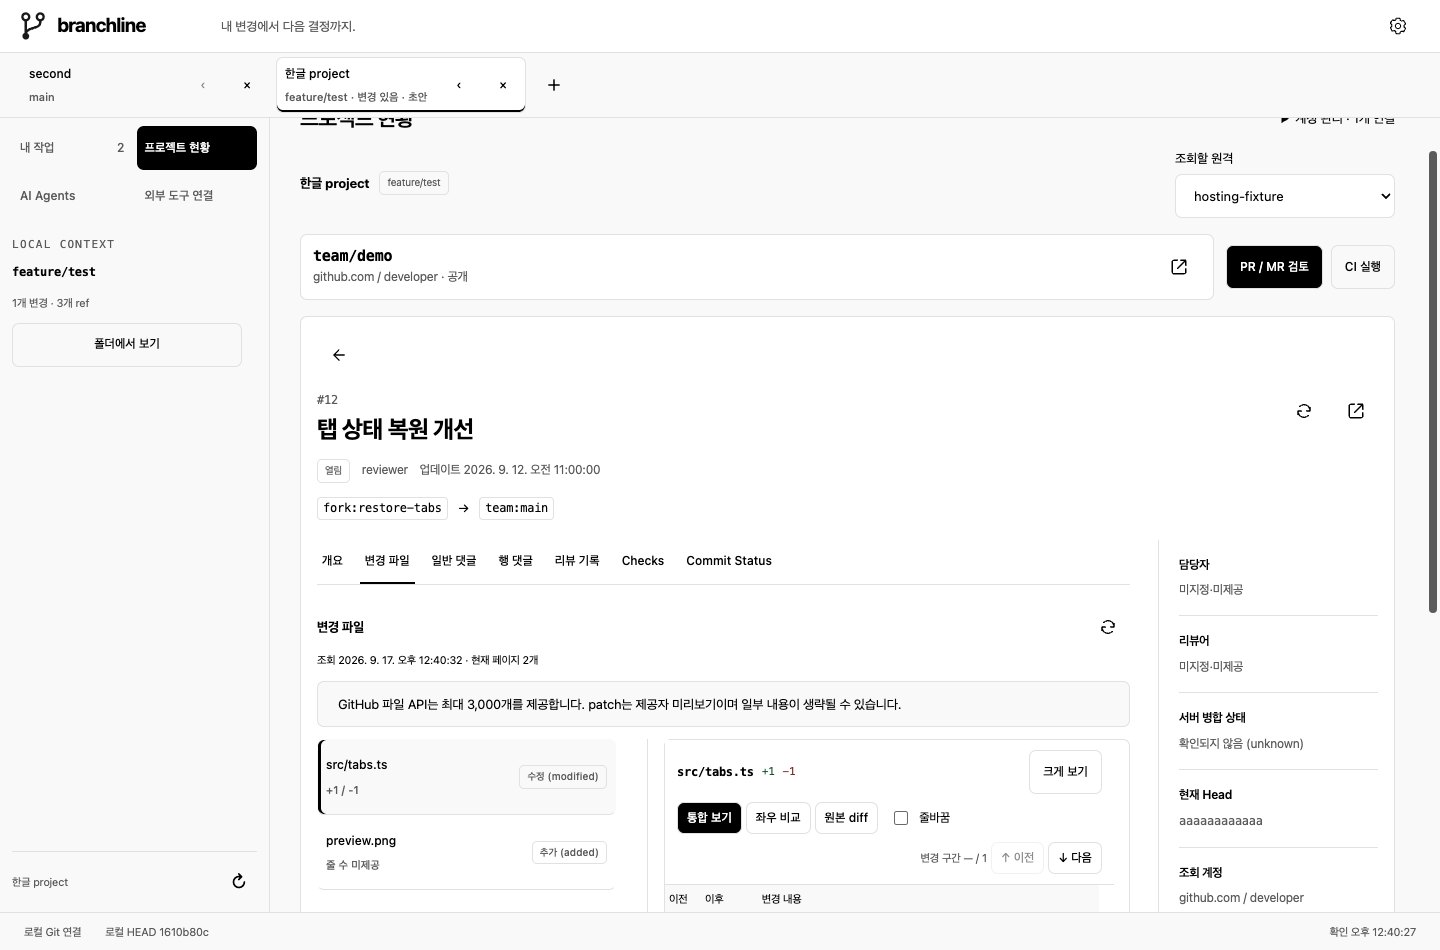 branchline
내 변경에서 다음 결정까지.
second
main
한글 project
feature/test · 변경 있음 · 초안
내 작업 2
프로젝트 현황
AI Agents
외부 도구 연결
LOCAL CONTEXT
feature/test
1개 변경 · 3개 ref
폴더에서 보기
한글 project
프로젝트 현황
▶ 계정 관리 · 1개 연결
한글 project
feature/test
조회할 원격
hosting-fixture
team/demo
github.com / developer · 공개
PR / MR 검토
CI 실행
#12
탭 상태 복원 개선
열림 reviewer 업데이트 2026. 9. 12. 오전 11:00:00
fork:restore-tabs → team:main
개요 변경 파일 일반 댓글 행 댓글 리뷰 기록 Checks Commit Status
변경 파일
조회 2026. 9. 17. 오후 12:40:32 · 현재 페이지 2개
GitHub 파일 API는 최대 3,000개를 제공합니다. patch는 제공자 미리보기이며 일부 내용이 생략될 수 있습니다.
src/tabs.ts
+1 / -1
수정 (modified)
preview.png
줄 수 미제공
추가 (added)
src/tabs.ts +1 −1
크게 보기
통합 보기 좌우 비교 원본 diff 줄바꿈
변경 구간 — / 1 ↑ 이전 ↓ 다음
이전 이후 변경 내용
담당자
미지정·미제공
리뷰어
미지정·미제공
서버 병합 상태
확인되지 않음 (unknown)
현재 Head
aaaaaaaaaaaa
조회 계정
github.com / developer
로컬 Git 연결
로컬 HEAD 1610b80c
확인 오후 12:40:27